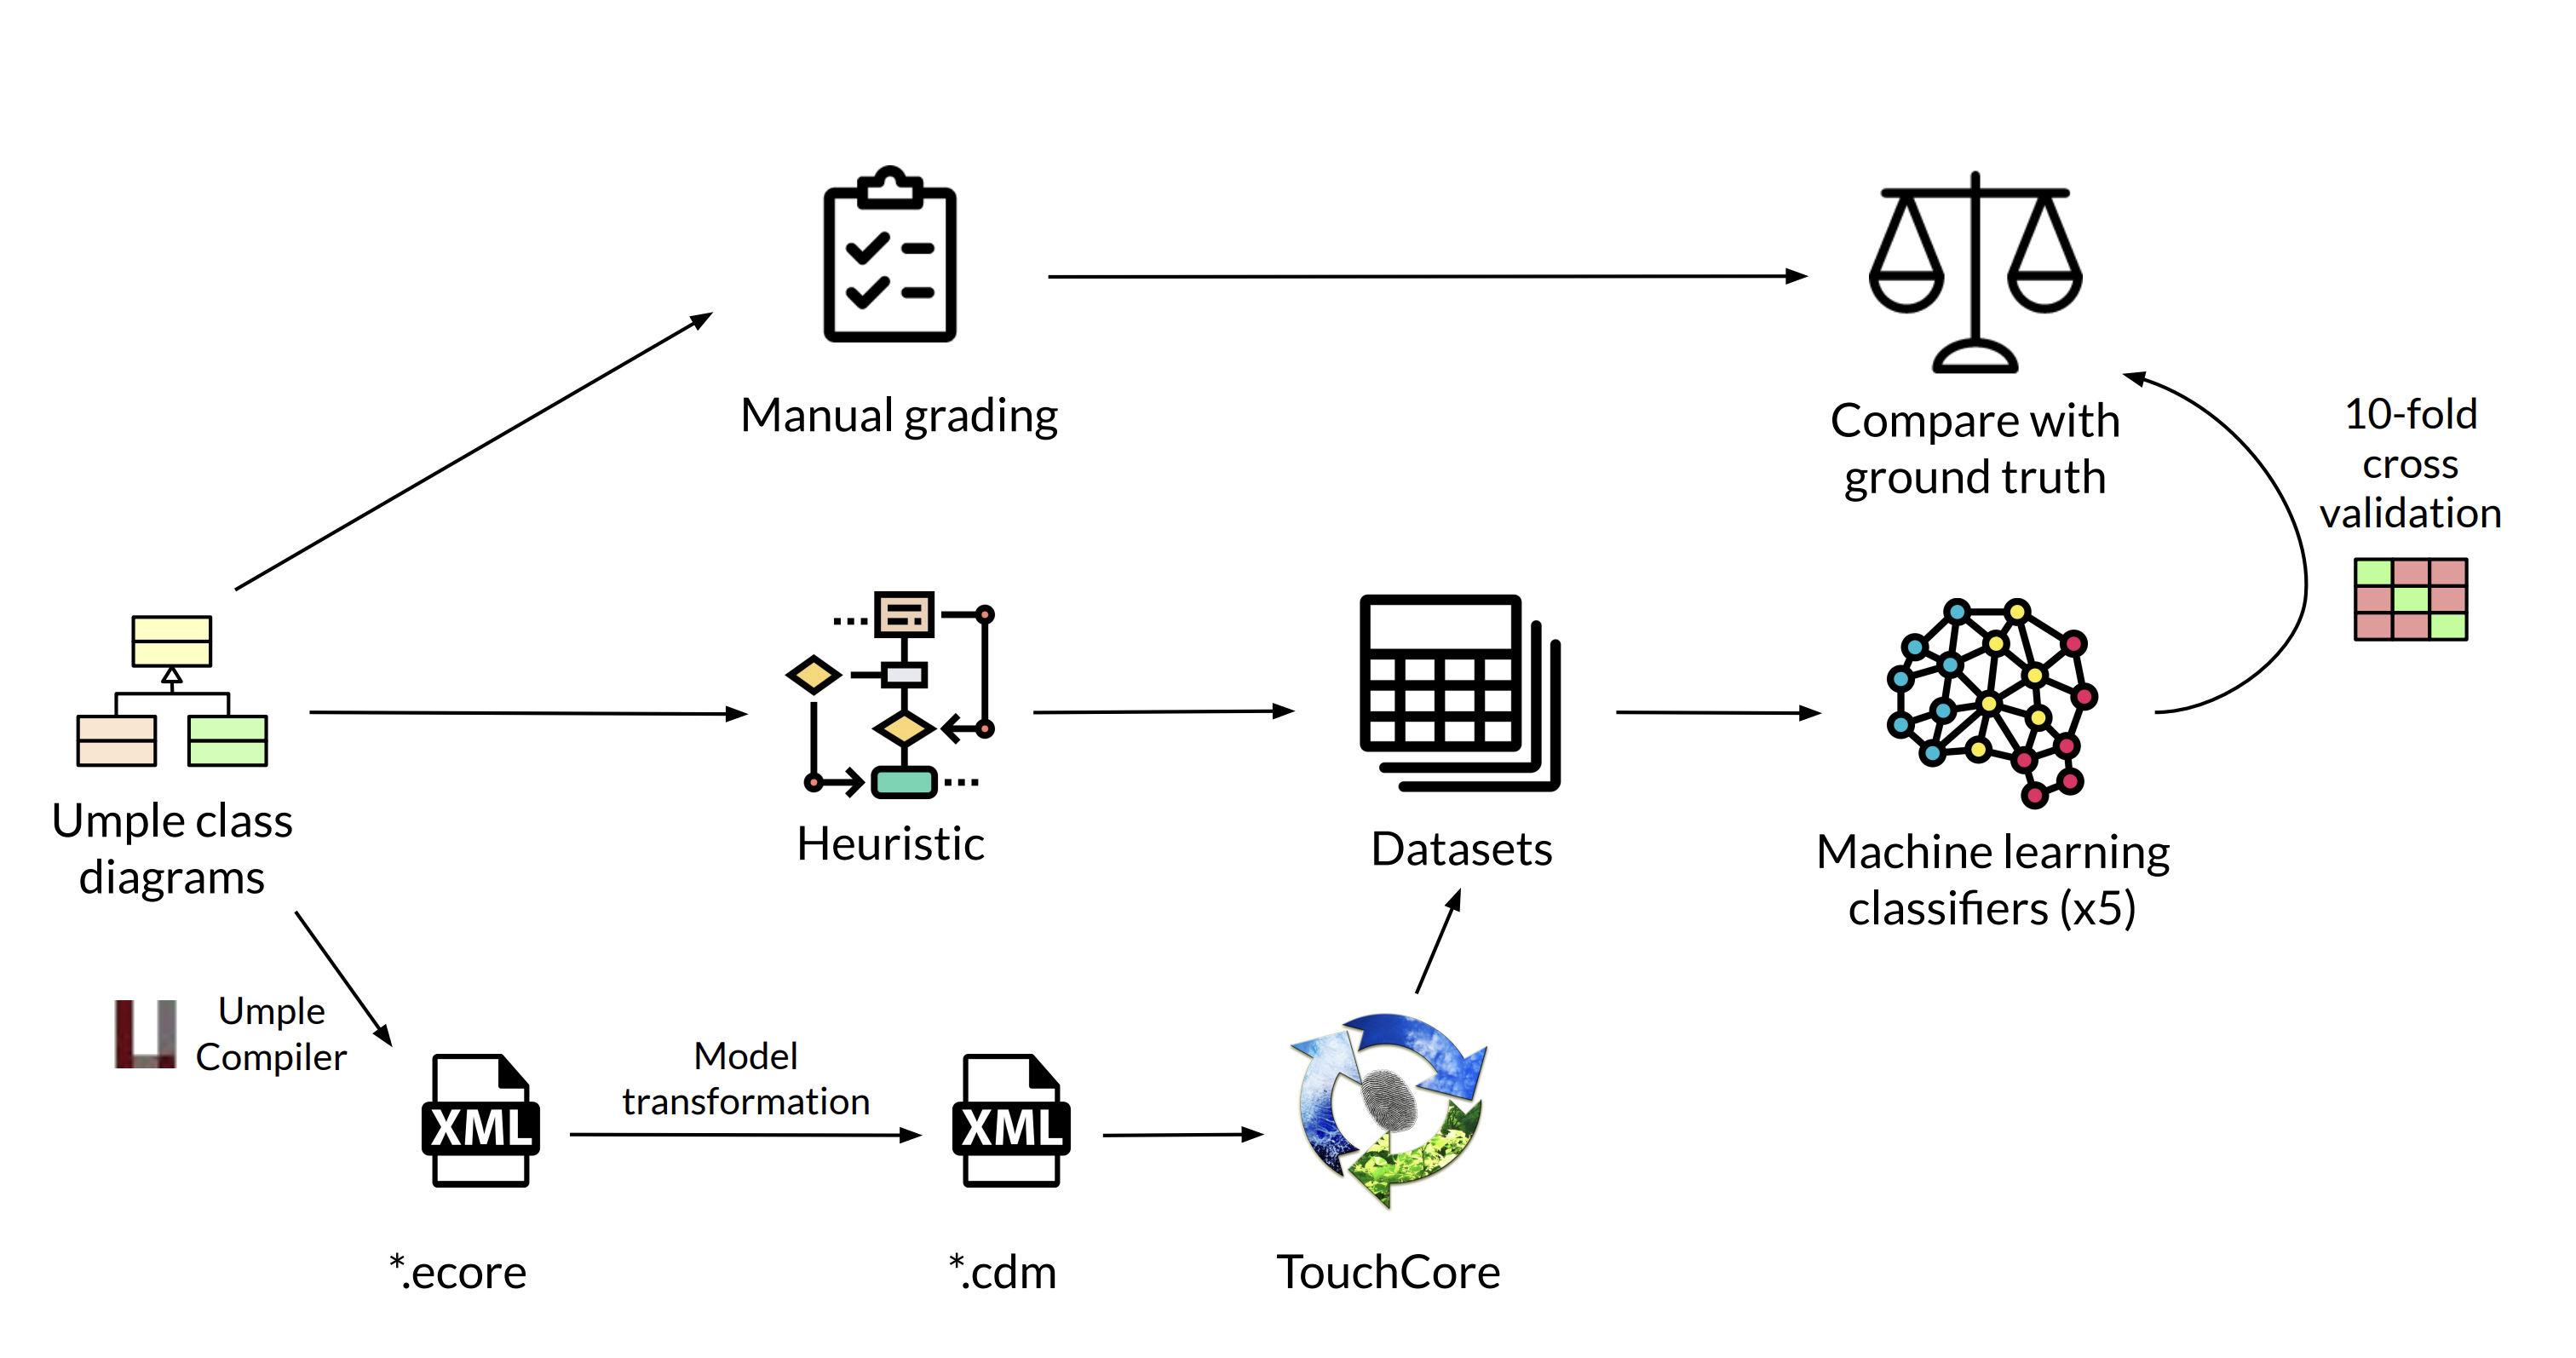 Manual grading
Compare with
ground truth
10-fold
cross
validation
Umple class
diagrams
Heuristic
Datasets
Machine learning
classifiers (x5)
Umple
Compiler
XML
*.ecore
Model
transformation
XML
*.cdm
TouchCore